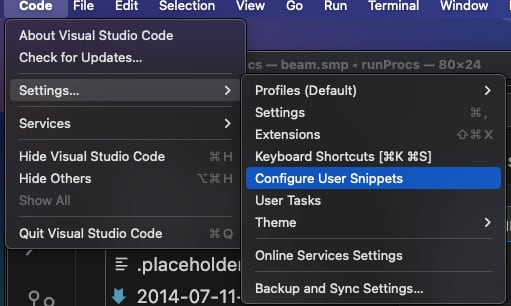 Code File Edit Selection View Go Run Terminal Window
About Visual Studio Code
Check for Updates...
cs — beam.smp • runProcs — 80×24
Settings... >
Profiles (Default) >
Settings ⌘,
Extensions ⇧⌘X
Services >
Keyboard Shortcuts [⌘K ⌘S]
Hide Visual Studio Code ⌘H
Configure User Snippets
Hide Others ⌥⌘H
User Tasks
Show All
Theme >
Quit Visual Studio Code ⌘Q
Online Services Settings
.placeholder
Backup and Sync Settings...
2014-07-11-